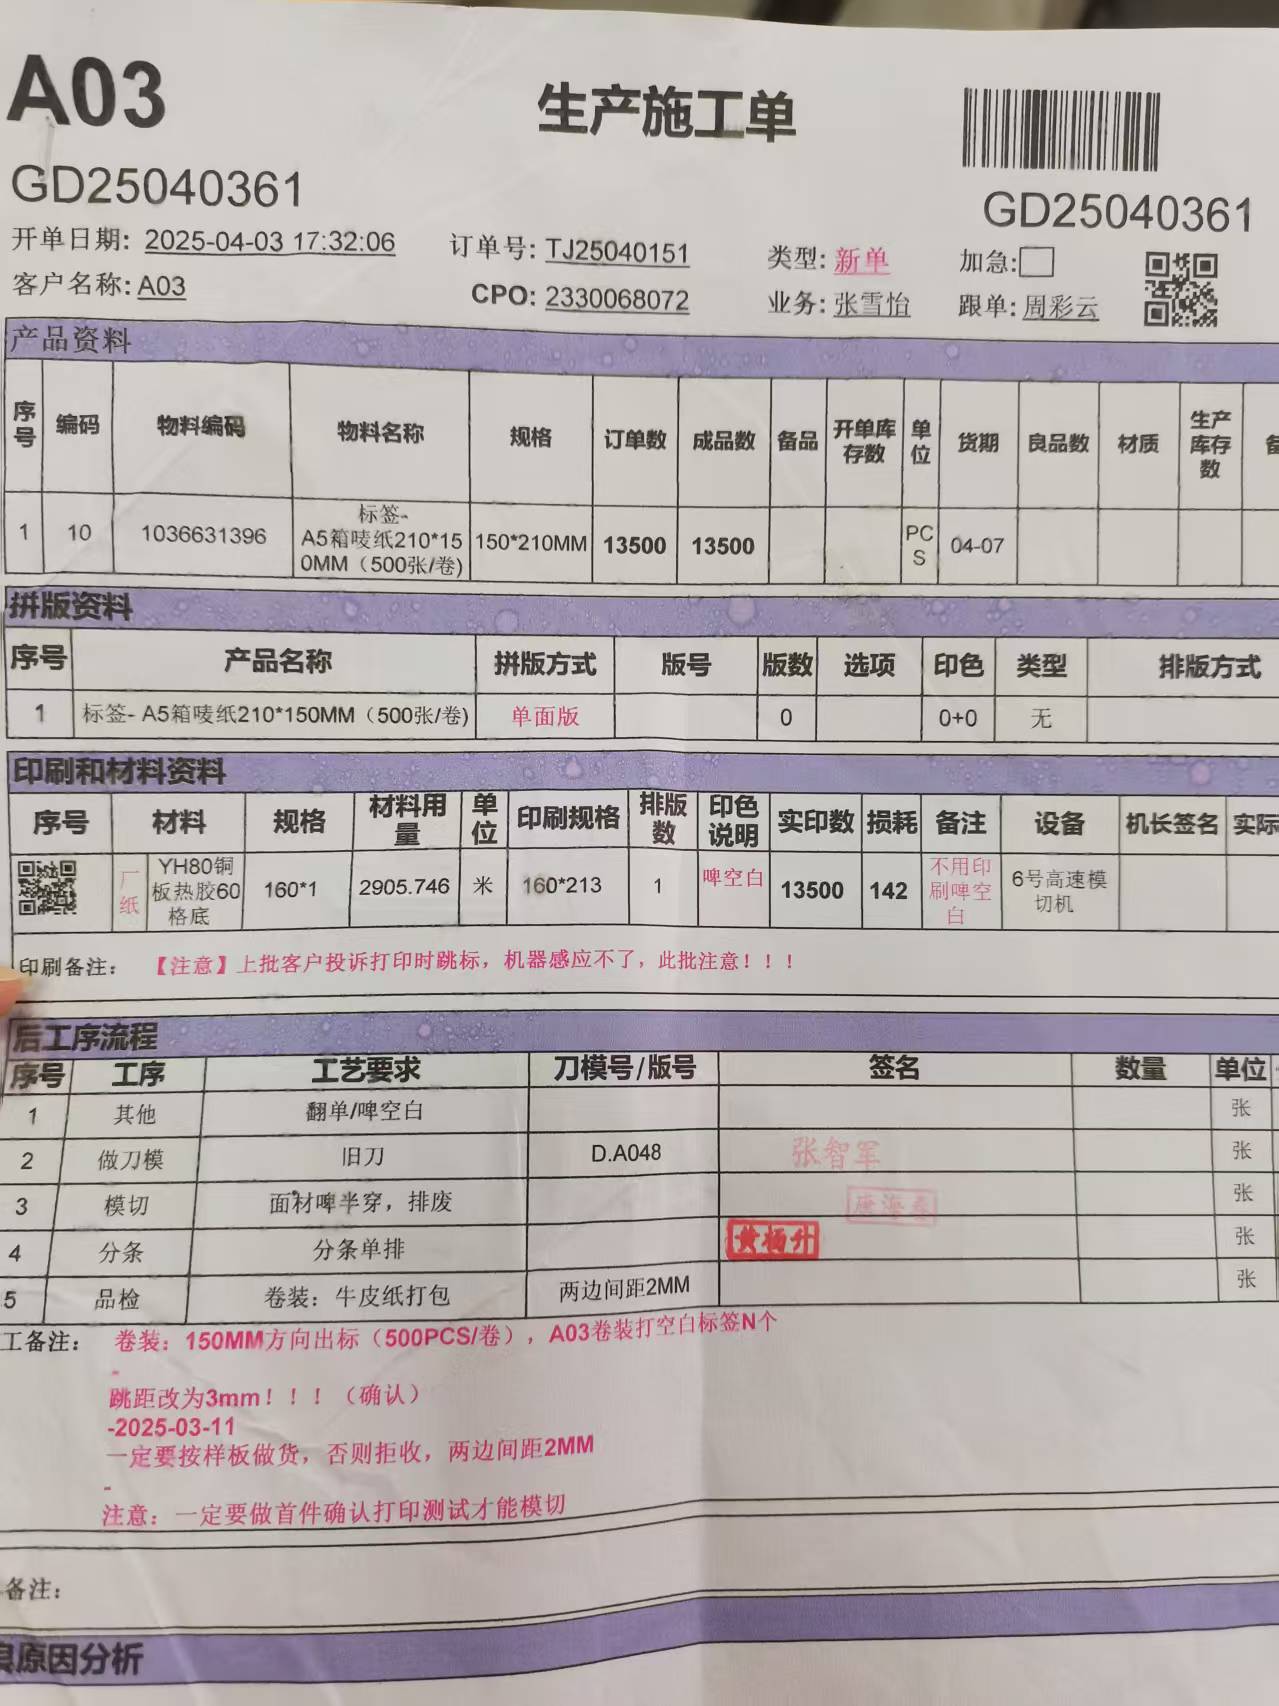 A03
生产施工单
GD25040361
GD25040361
开单日期: 2025-04-03 17:32:06
订单号: TJ25040151
类型: 新单
加急:
客户名称: A03
CPO: 2330068072
业务: 张雪怡
跟单: 周彩云
产品资料
序号 编码 物料编码 物料名称 规格 订单数 成品数 备品 开单库存数 单位 货期 良品数 材质 生产库存数
1 10 1036631396 标签-A5箱唛纸210*150MM（500张/卷) 150*210MM 13500 13500 PCS 04-07
拼版资料
序号 产品名称 拼版方式 版号 版数 选项 印色 类型 排版方式
1 标签- A5箱唛纸210*150MM（500张/卷) 单面版 0 0+0 无
印刷和材料资料
序号 材料 规格 材料用量 单位 印刷规格 排版数 印色说明 实印数 损耗 备注 设备 机长签名 实际
厂纸 YH80铜板热胶60格底 160*1 2905.746 米 160*213 1 啤空白 13500 142 不用印刷啤空白 6号高速模切机
印刷备注: 【注意】上批客户投诉打印时跳标，机器感应不了，此批注意！！！
后工序流程
序号 工序 工艺要求 刀模号/版号 签名 数量 单位
1 其他 翻单/啤空白 张
2 做刀模 旧刀 D.A048 张智军 张
3 模切 面材啤半穿，排废 张
4 分条 分条单排 黄杨升 张
5 品检 卷装：牛皮纸打包 两边间距2MM 张
工备注: 卷装：150MM方向出标（500PCS/卷），A03卷装打空白标签N个
-
跳距改为3mm！！！（确认）
-2025-03-11
一定要按样板做货，否则拒收，两边间距2MM
-
注意：一定要做首件确认打印测试才能模切
备注:
原因分析